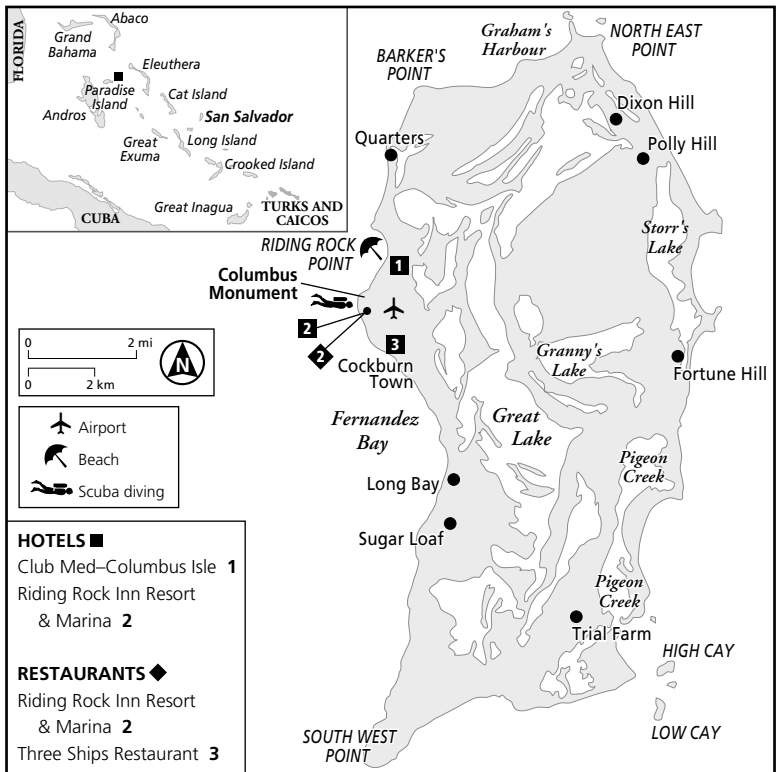 FLORIDA
Abaco
Grand
Bahama
Eleuthera
Paradise
Island
Andros
Cat Island
San Salvador
Great
Exuma
Long Island
Crooked Island
Great Inagua
CUBA
TURKS AND
CAICOS
Graham's
Harbour
NORTH EAST
POINT
BARKER'S
POINT
Dixon Hill
Quarters
Polly Hill
Storr's
Lake
RIDING ROCK
POINT
1
Columbus
Monument
2
2
3
Cockburn
Town
Granny's
Lake
Fortune Hill
Fernandez
Bay
Great
Lake
Pigeon
Creek
Long Bay
Sugar Loaf
Pigeon
Creek
Trial Farm
HIGH CAY
LOW CAY
SOUTH WEST
POINT
0 2 mi
0 2 km
N
Airport
Beach
Scuba diving
HOTELS
Club Med–Columbus Isle 1
Riding Rock Inn Resort
& Marina 2
RESTAURANTS
Riding Rock Inn Resort
& Marina 2
Three Ships Restaurant 3